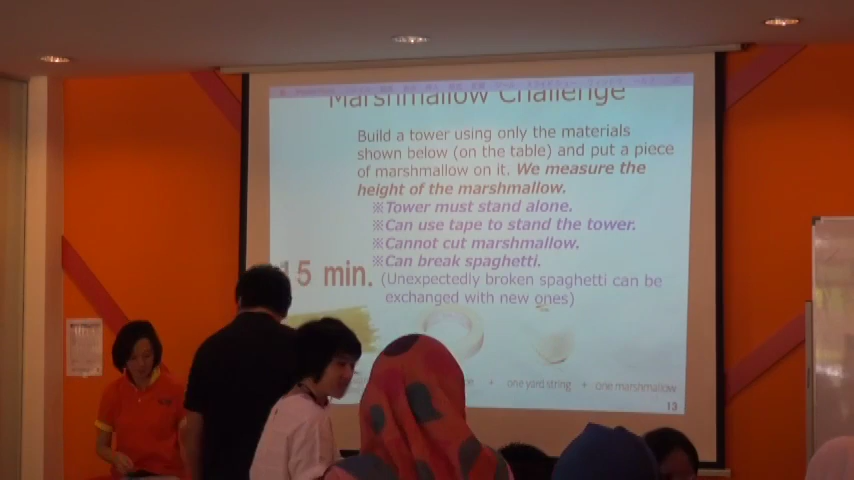 Marshmallow Challenge
Build a tower using only the materials
shown below (on the table) and put a piece
of marshmallow on it. We measure the
height of the marshmallow.
※Tower must stand alone.
※Can use tape to stand the tower.
※Cannot cut marshmallow.
※Can break spaghetti.
15 min.
(Unexpectedly broken spaghetti can be
exchanged with new ones)
+ one yard string + one marshmallow
13